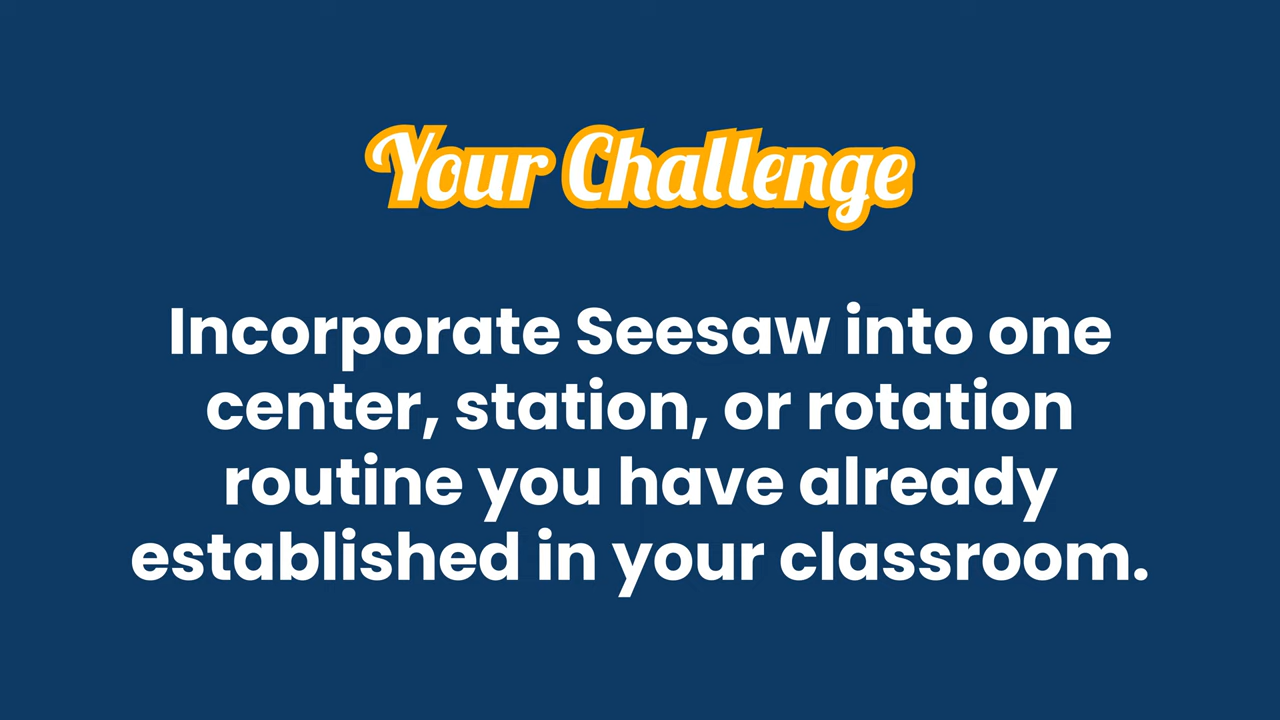 Your Challenge
Incorporate Seesaw into one
center, station, or rotation
routine you have already
established in your classroom.